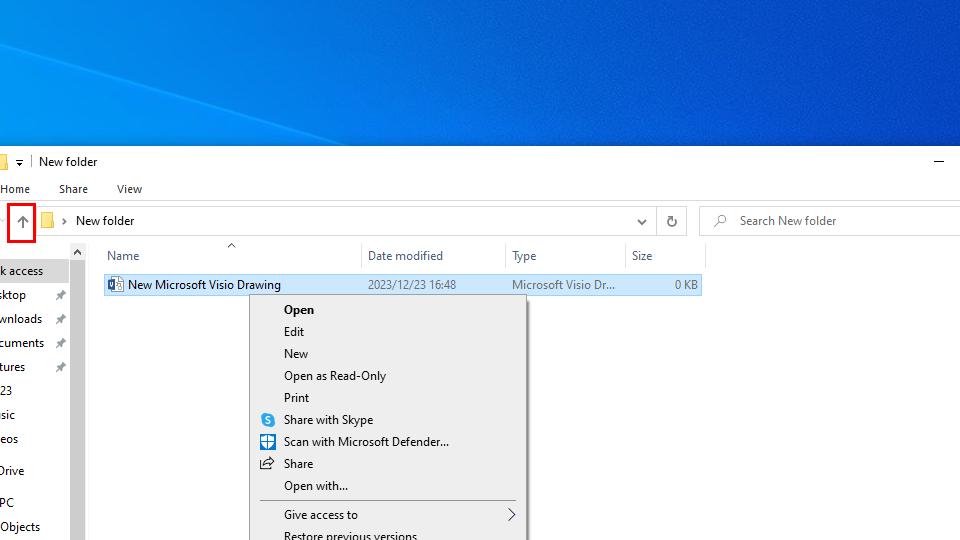 New folder
Home Share View
New folder
Search New folder
Name Date modified Type Size
k access
New Microsoft Visio Drawing 2023/12/23 16:48 Microsoft Visio Dr... 0 KB
sktop
wnloads
cuments
tures
23
sic
eos
Drive
PC
Objects
Open
Edit
New
Open as Read-Only
Print
Share with Skype
Scan with Microsoft Defender...
Share
Open with...
Give access to
Restore previous versions